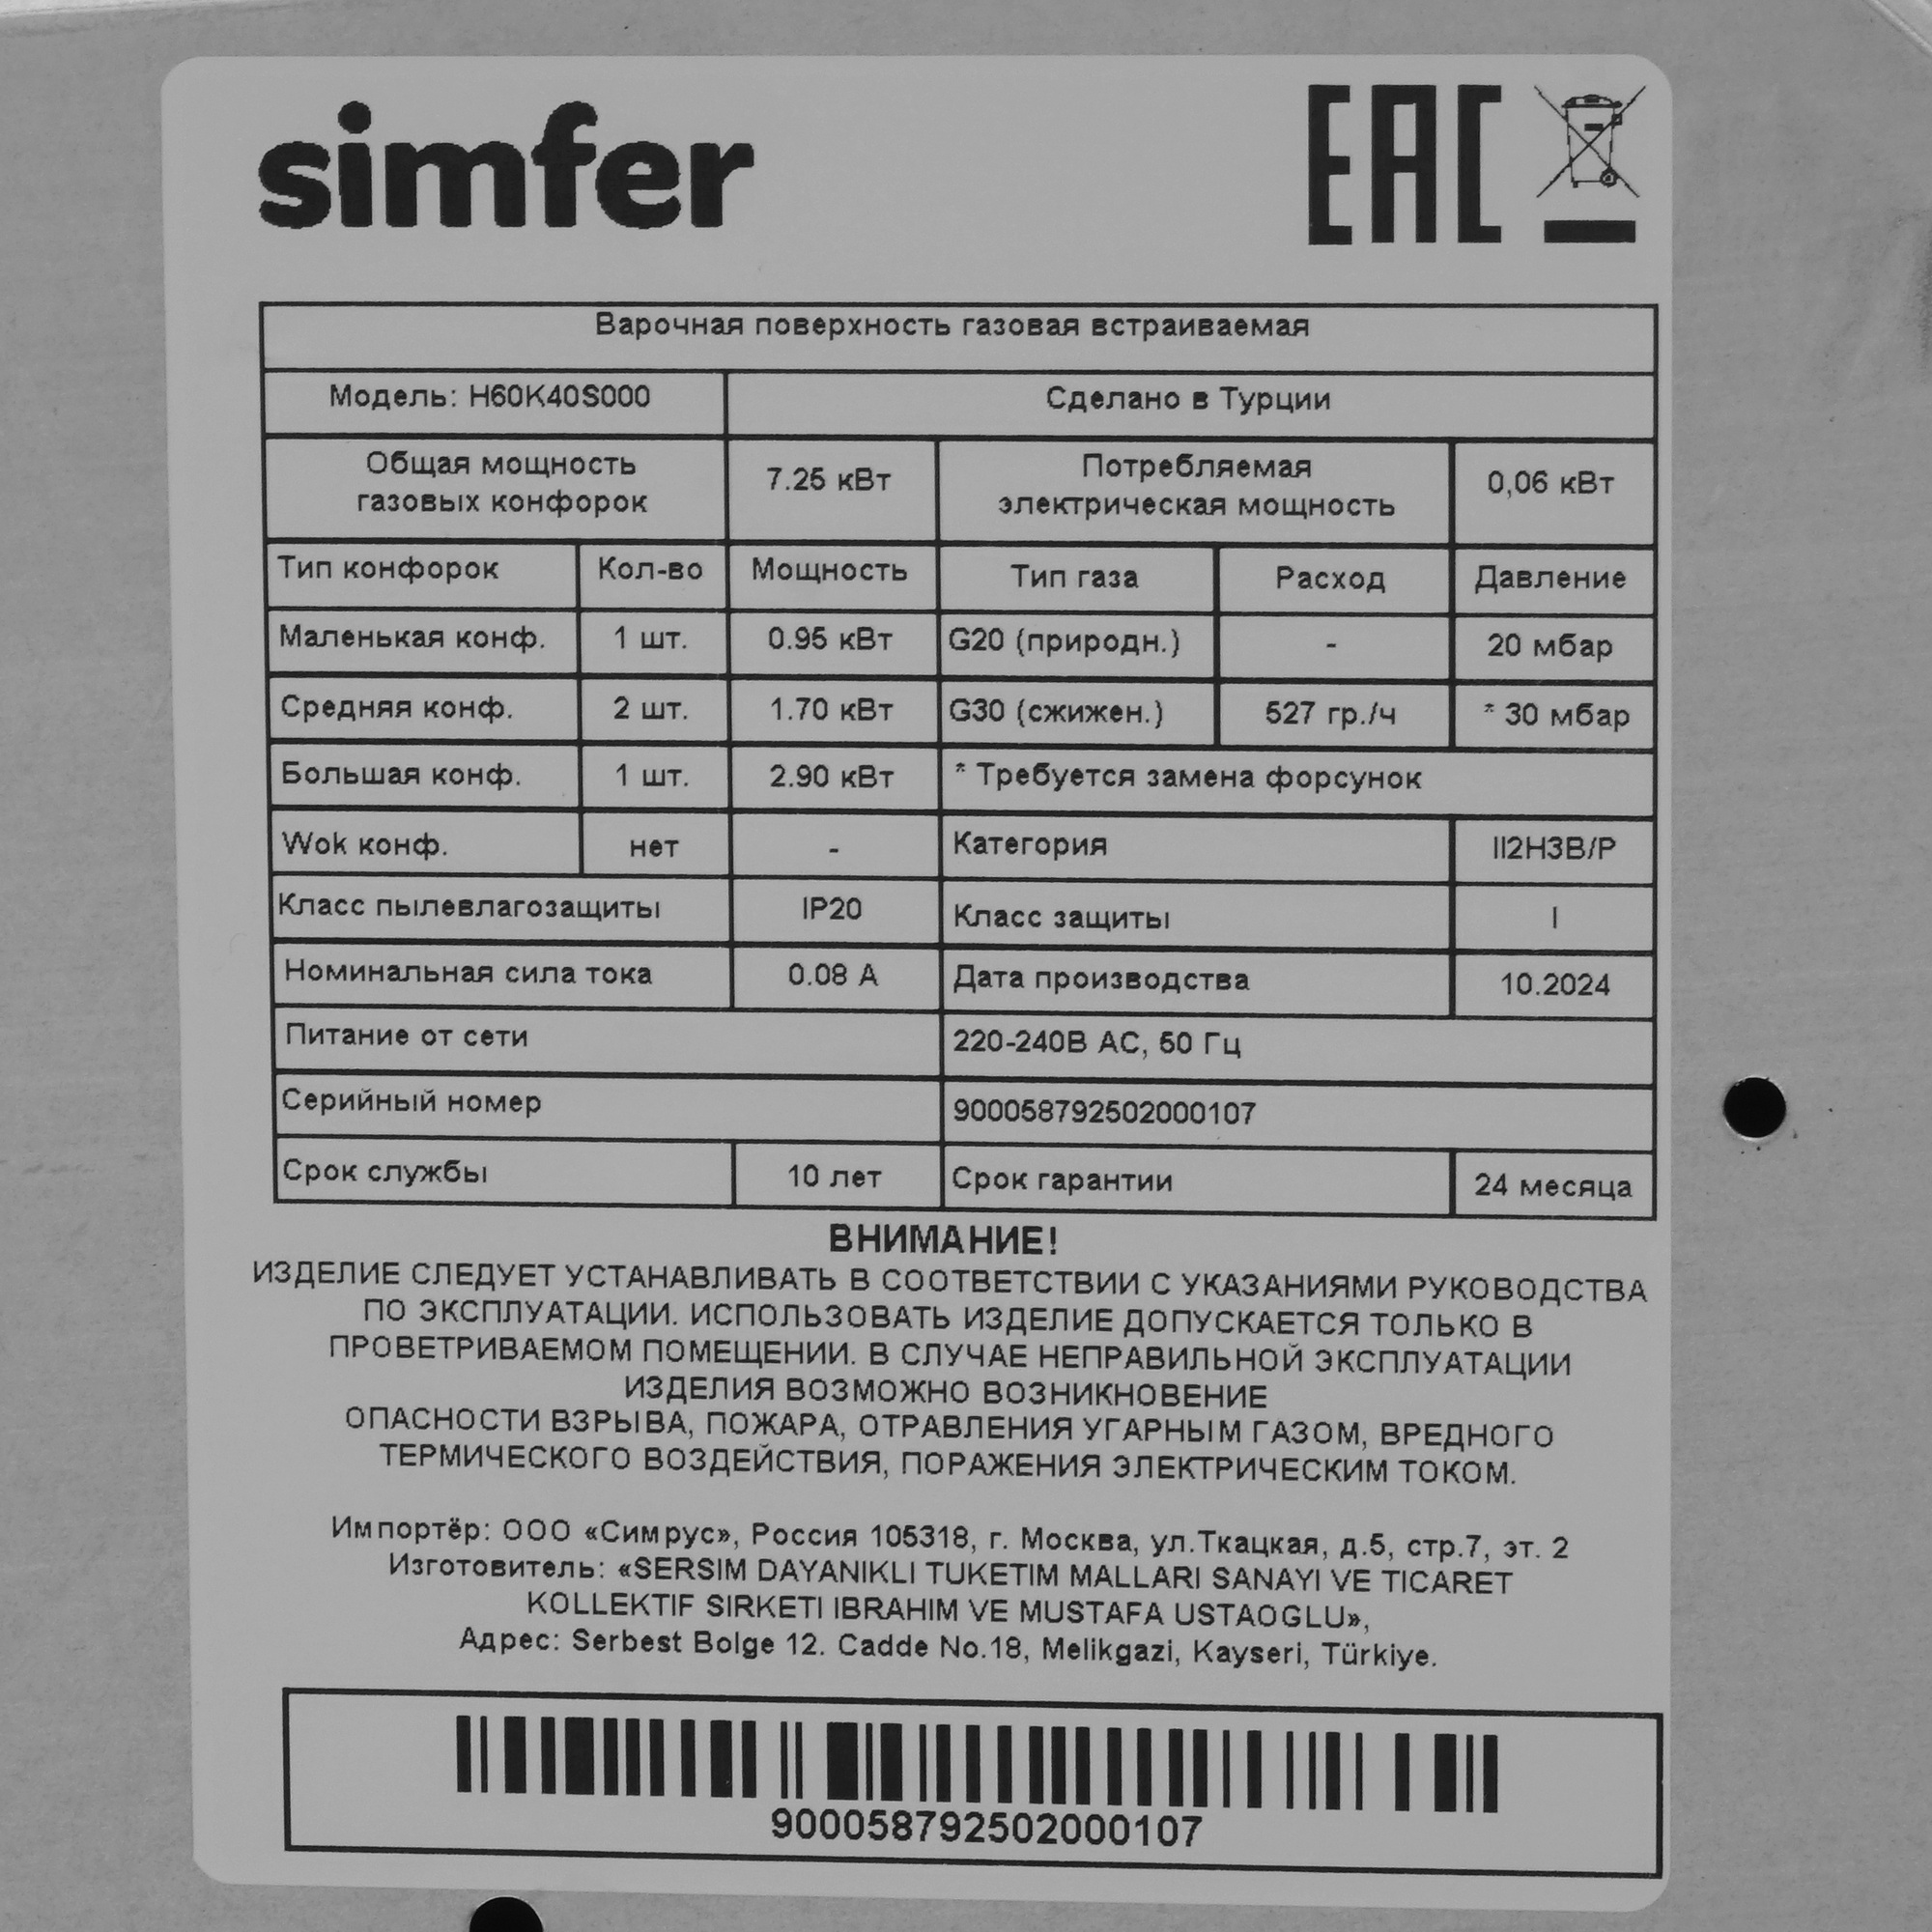 simfer
EAC
Варочная поверхность газовая встраиваемая
Модель: H60K40S000 Сделано в Турции
Общая мощность
газовых конфорок
7.25 кВт
Потребляемая
электрическая мощность
0,06 кВт
Тип конфорок Кол-во Мощность Тип газа Расход Давление
Маленькая конф. 1 шт. 0.95 кВт G20 (природн.) - 20 мбар
Средняя конф. 2 шт. 1.70 кВт G30 (сжижен.) 527 гр./ч * 30 мбар
Большая конф. 1 шт. 2.90 кВт * Требуется замена форсунок
Wok конф. нет - Категория II2H3B/P
Класс пылевлагозащиты IP20 Класс защиты I
Номинальная сила тока 0.08 А Дата производства 10.2024
Питание от сети 220-240В AC, 50 Гц
Серийный номер 900058792502000107
Срок службы 10 лет Срок гарантии 24 месяца
ВНИМАНИЕ!
ИЗДЕЛИЕ СЛЕДУЕТ УСТАНАВЛИВАТЬ В СООТВЕТСТВИИ С УКАЗАНИЯМИ РУКОВОДСТВА
ПО ЭКСПЛУАТАЦИИ. ИСПОЛЬЗОВАТЬ ИЗДЕЛИЕ ДОПУСКАЕТСЯ ТОЛЬКО В
ПРОВЕТРИВАЕМОМ ПОМЕЩЕНИИ. В СЛУЧАЕ НЕПРАВИЛЬНОЙ ЭКСПЛУАТАЦИИ
ИЗДЕЛИЯ ВОЗМОЖНО ВОЗНИКНОВЕНИЕ
ОПАСНОСТИ ВЗРЫВА, ПОЖАРА, ОТРАВЛЕНИЯ УГАРНЫМ ГАЗОМ, ВРЕДНОГО
ТЕРМИЧЕСКОГО ВОЗДЕЙСТВИЯ, ПОРАЖЕНИЯ ЭЛЕКТРИЧЕСКИМ ТОКОМ.
Импортёр: ООО «Симрус», Россия 105318, г. Москва, ул.Ткацкая, д.5, стр.7, эт. 2
Изготовитель: «SERSIM DAYANIKLI TUKETIM MALLARI SANAYI VE TICARET
KOLLEKTIF SIRKETI IBRAHIM VE MUSTAFA USTAOGLU»,
Адрес: Serbest Bolge 12. Cadde No.18, Melikgazi, Kayseri, Türkiye.
900058792502000107